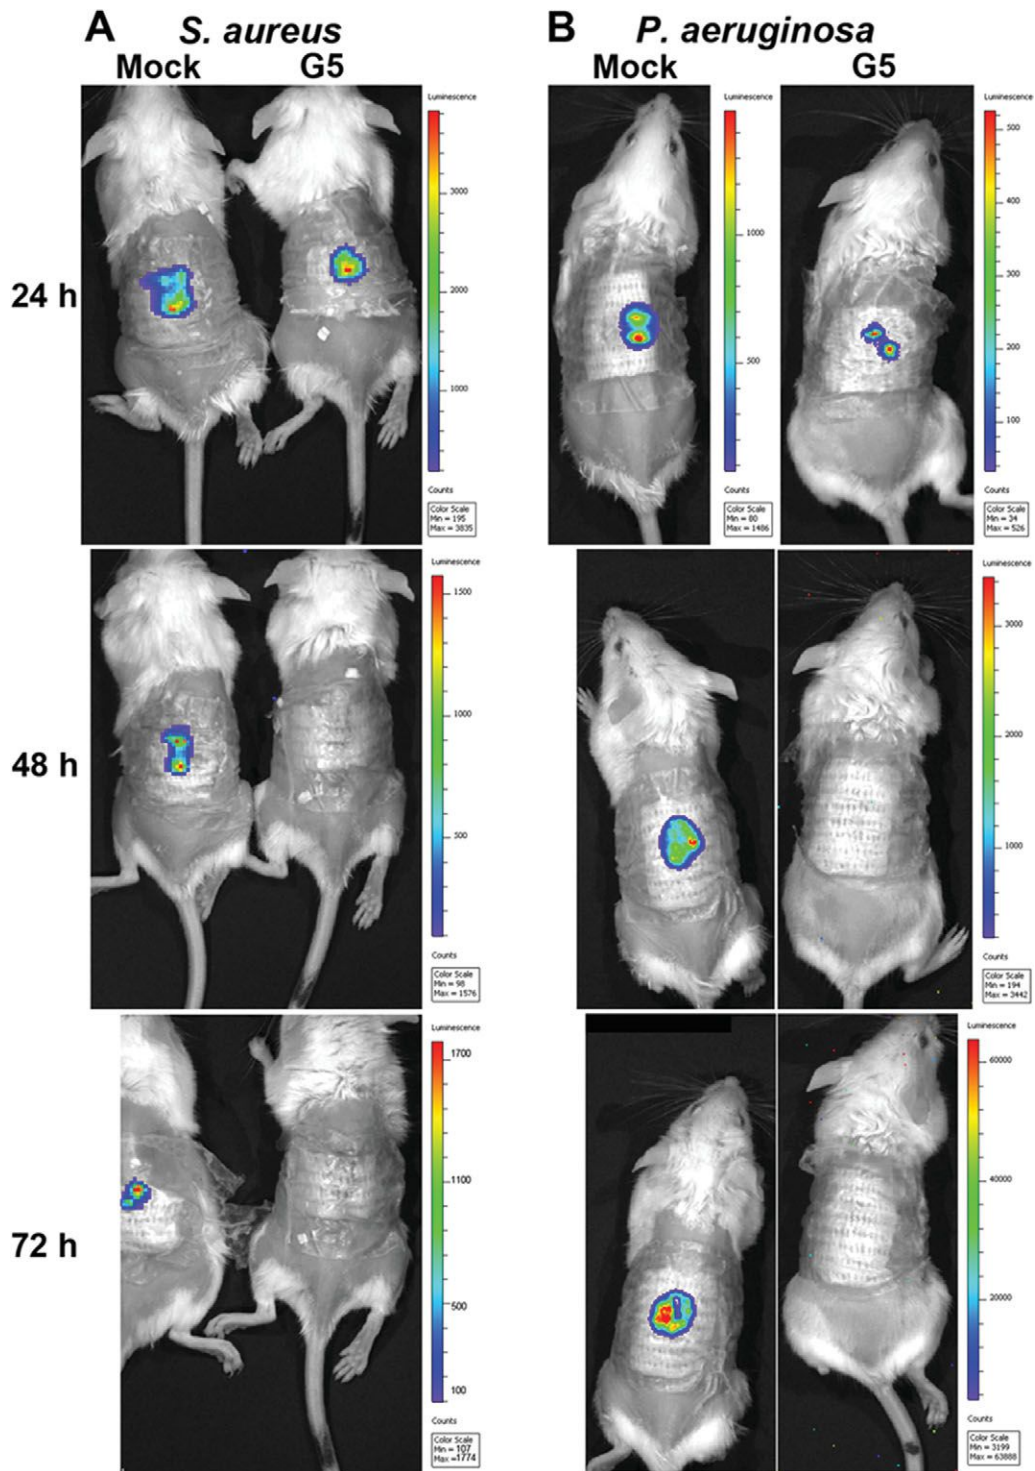 A S. aureus
Mock G5
B P. aeruginosa
Mock G5
24 h
Luminescence
3000
2000
1000
Counts
Color Scale
Min = 195
Max = 3835
Luminescence
1000
500
Counts
Color Scale
Min = 80
Max = 1486
Luminescence
500
400
300
200
100
Counts
Color Scale
Min = 34
Max = 526
48 h
Luminescence
1500
1000
500
Counts
Color Scale
Min = 98
Max = 1576
Luminescence
3000
2000
1000
Counts
Color Scale
Min = 194
Max = 3442
72 h
Luminescence
1700
1100
500
100
Counts
Color Scale
Min = 107
Max =1774
Luminescence
60000
40000
20000
Counts
Color Scale
Min = 3199
Max = 63888